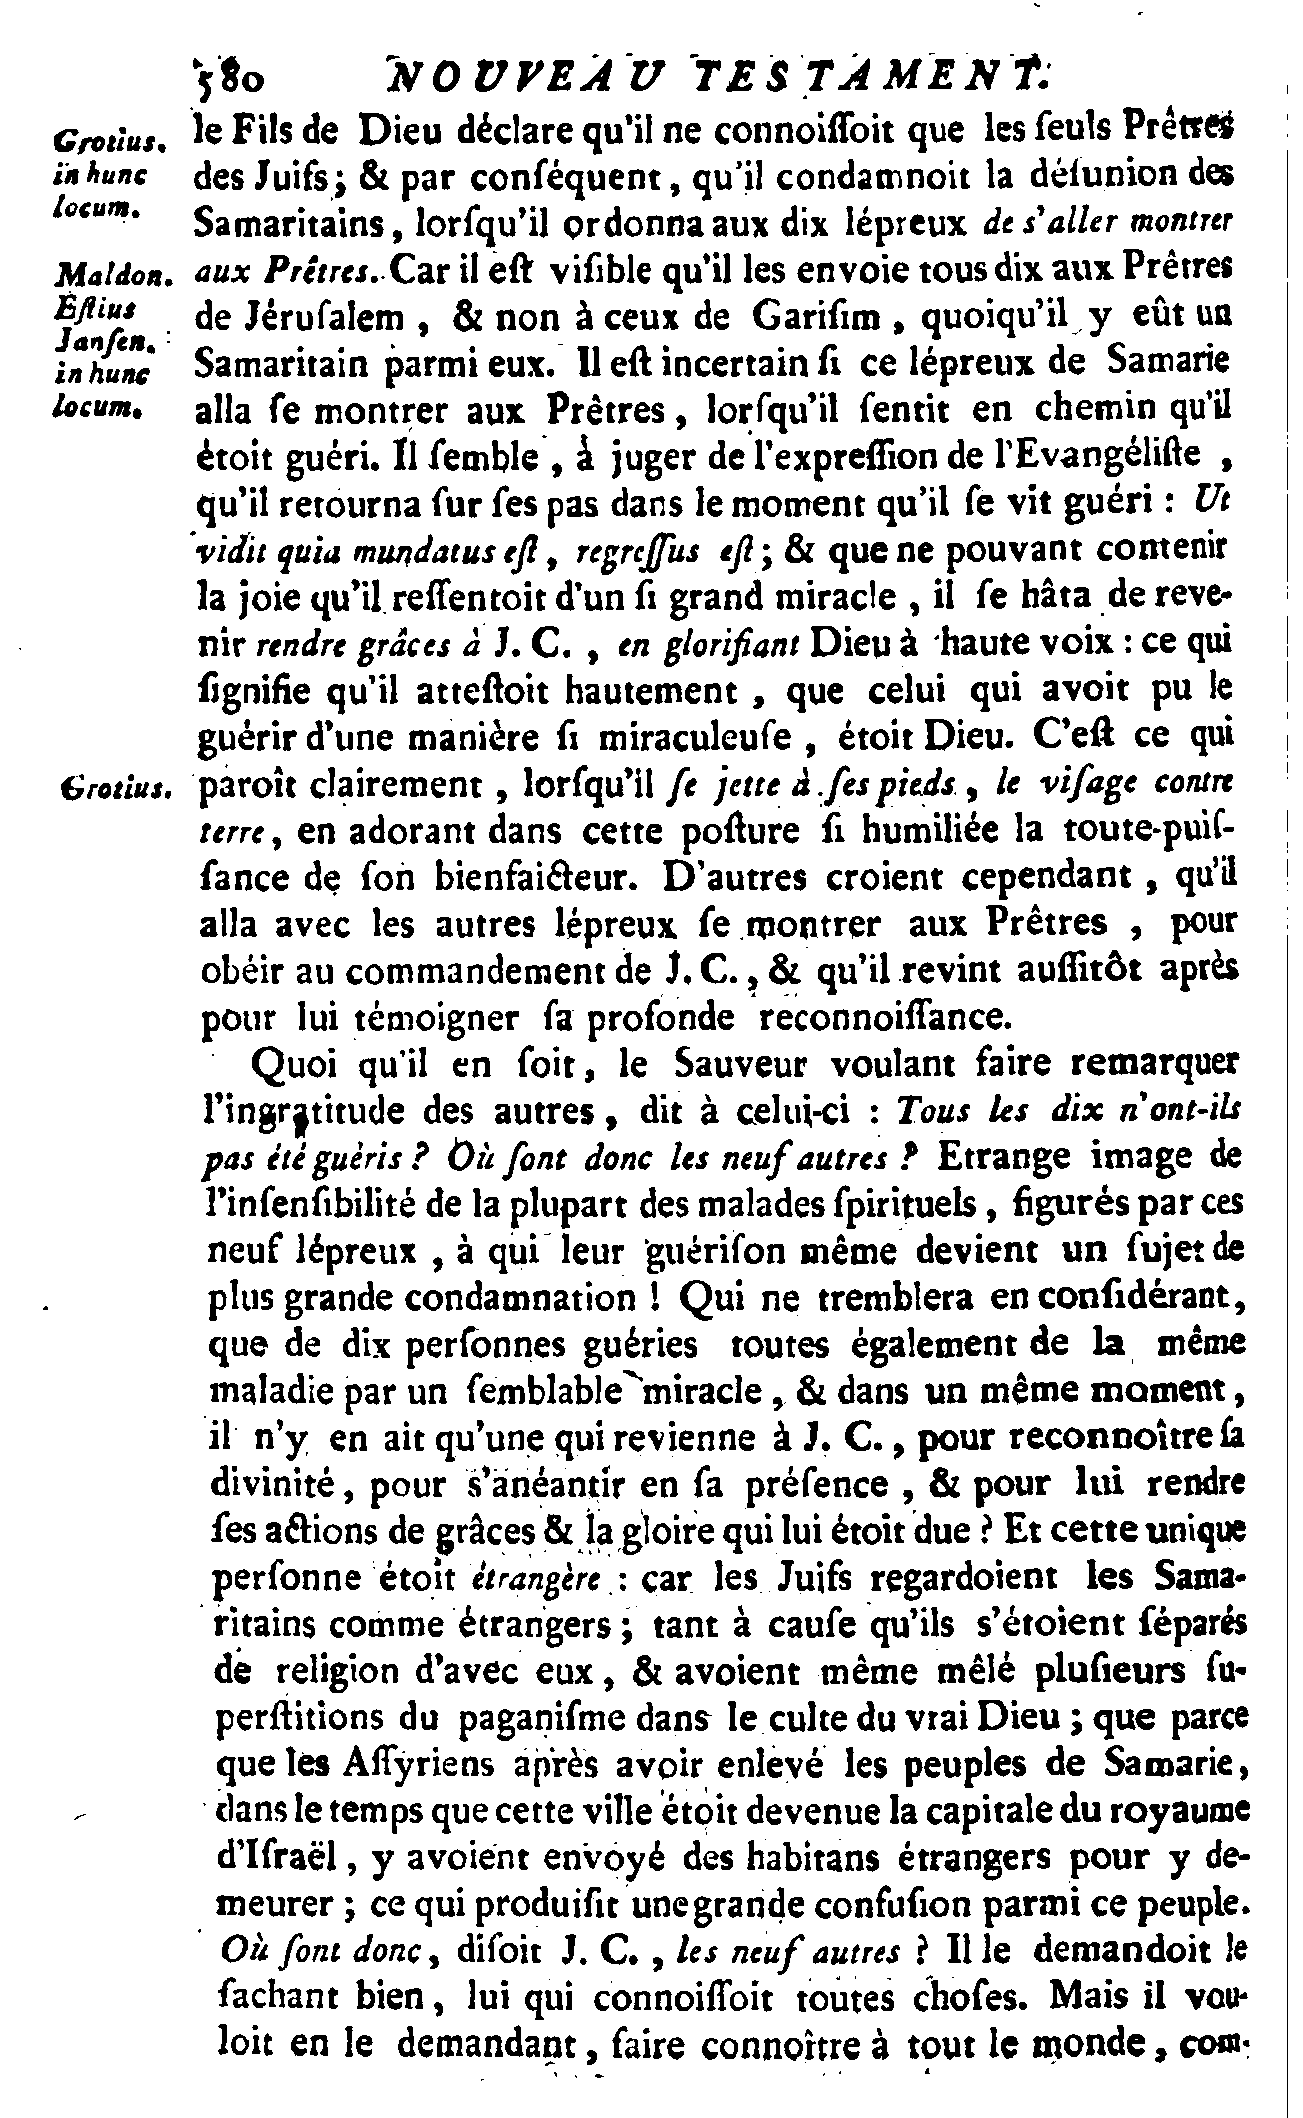 580 NOUVEAU TESTAMENT.
Grotius.
in hunc
locum.
Maldon.
Eſtius
Janſen.
in hunc
locum.
le Fils de Dieu déclare qu'il ne connoiſſoit que les ſeuls Prêtres
des Juifs; & par conſéquent, qu'il condamnoit la déſunion des
Samaritains, lorſqu'il ordonna aux dix lépreux de s'aller montrer
aux Prêtres. Car il eſt viſible qu'il les envoie tous dix aux Prêtres
de Jéruſalem, & non à ceux de Gariſim, quoiqu'il y eût un
Samaritain parmi eux. Il eſt incertain ſi ce lépreux de Samarie
alla ſe montrer aux Prêtres, lorſqu'il ſentit en chemin qu'il
étoit guéri. Il ſemble, à juger de l'expreſſion de l'Evangéliſte,
qu'il retourna ſur ſes pas dans le moment qu'il ſe vit guéri : Ut
vidit quia mundatus eſt, regreſſus eſt; & que ne pouvant contenir
la joie qu'il reſſentoit d'un ſi grand miracle, il ſe hâta de reve-
nir rendre grâces à J. C., en glorifiant Dieu à haute voix : ce qui
ſignifie qu'il atteſtoit hautement, que celui qui avoit pu le
guérir d'une manière ſi miraculeuſe, étoit Dieu. C'eſt ce qui
Grotius.
paroît clairement, lorſqu'il ſe jette à ſes pieds, le viſage contre
terre, en adorant dans cette poſture ſi humiliée la toute-puiſ-
ſance de ſon bienfaicteur. D'autres croient cependant, qu'il
alla avec les autres lépreux ſe montrer aux Prêtres, pour
obéir au commandement de J. C., & qu'il revint auſſitôt après
pour lui témoigner ſa profonde reconnoiſſance.
Quoi qu'il en ſoit, le Sauveur voulant faire remarquer
l'ingratitude des autres, dit à celui-ci : Tous les dix n'ont-ils
pas été guèris ? Où ſont donc les neuf autres ? Etrange image de
l'inſenſibilité de la plupart des malades ſpirituels, figurés par ces
neuf lépreux, à qui leur guériſon même devient un ſujet de
plus grande condamnation ! Qui ne tremblera en conſidérant,
que de dix perſonnes guéries toutes également de la même
maladie par un ſemblable miracle, & dans un même moment,
il n'y en ait qu'une qui revienne à J. C., pour reconnoître ſa
divinité, pour s'anéantir en ſa préſence, & pour lui rendre
ſes actions de grâces & la gloire qui lui étoit due ? Et cette unique
perſonne étoit étrangère : car les Juifs regardoient les Sama-
ritains comme étrangers; tant à cauſe qu'ils s'étoient ſéparés
de religion d'avec eux, & avoient même mêlé pluſieurs ſu-
perſtitions du paganiſme dans le culte du vrai Dieu; que parce
que les Aſſyriens après avoir enlevé les peuples de Samarie,
dans le temps que cette ville étoit devenue la capitale du royaume
d'Iſraël, y avoient envoyé des habitans étrangers pour y de-
meurer; ce qui produiſit une grande confuſion parmi ce peuple.
Où ſont donc, diſoit J. C., les neuf autres ? Il le demandoit le
ſachant bien, lui qui connoiſſoit toutes choſes. Mais il vou-
loit en le demandant, faire connoître à tout le monde, com-